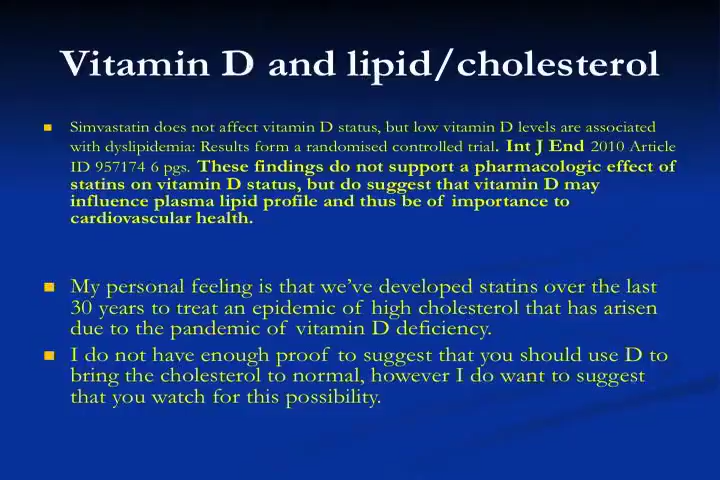 Vitamin D and lipid/cholesterol
Simvastatin does not affect vitamin D status, but low vitamin D levels are associated
with dyslipidemia: Results form a randomised controlled trial. Int J End 2010 Article
ID 957174 6 pgs. These findings do not support a pharmacologic effect of
statins on vitamin D status, but do suggest that vitamin D may
influence plasma lipid profile and thus be of importance to
cardiovascular health.
My personal feeling is that we’ve developed statins over the last
30 years to treat an epidemic of high cholesterol that has arisen
due to the pandemic of vitamin D deficiency.
I do not have enough proof to suggest that you should use D to
bring the cholesterol to normal, however I do want to suggest
that you watch for this possibility.